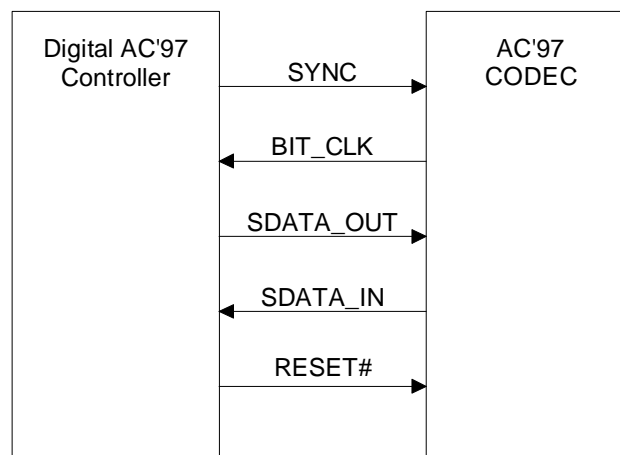 Digital AC'97
Controller
AC'97
CODEC
SYNC
BIT_CLK
SDATA_OUT
SDATA_IN
RESET#